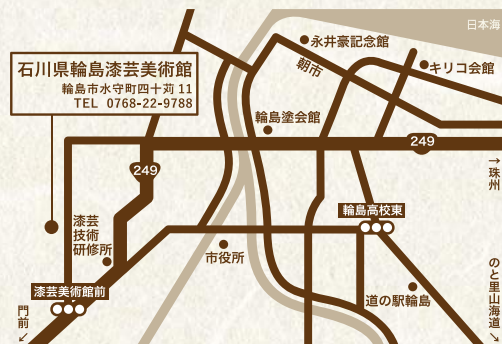 日本海
永井豪記念館
朝市
キリコ会館
石川県輪島漆芸美術館
輪島市水守町四十苅 11
TEL 0768-22-9788
輪島塗会館
249
249
→珠州
輪島高校東
漆芸
技術
研修所
市役所
のと里山海道→
漆芸美術館前
道の駅輪島
門前←